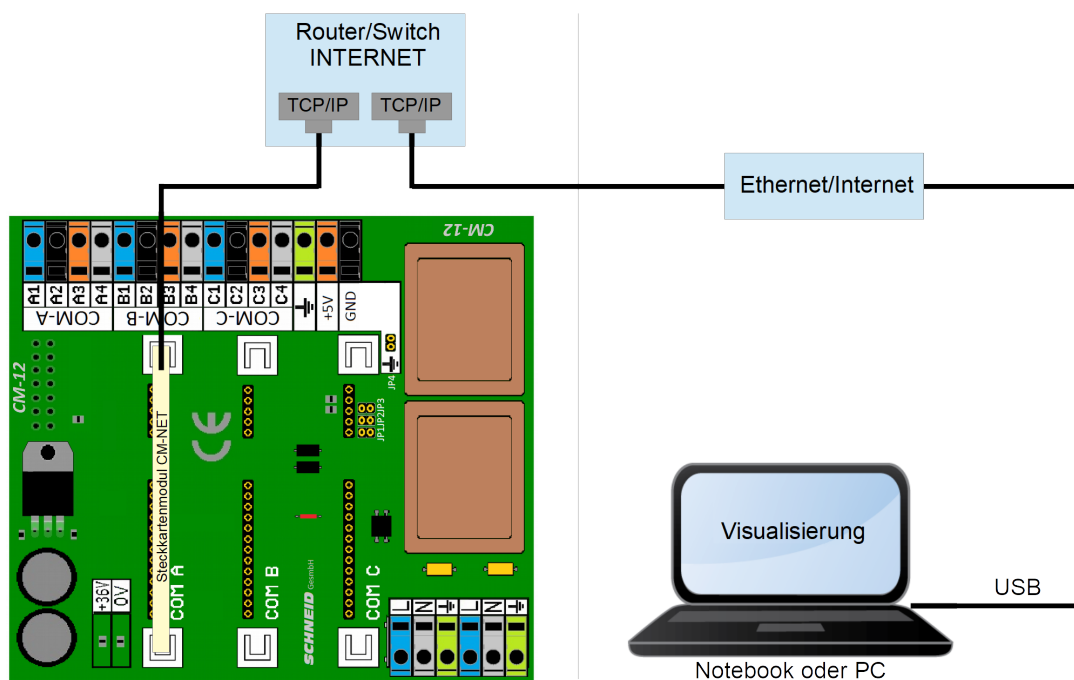 Router/Switch
INTERNET
TCP/IP TCP/IP
Ethernet/Internet
CM-12
A1 A2 A3 A4 B1 B2 B3 B4 C1 C2 C3 C4 +5V GND
COM-A COM-B COM-C
JP4
CM-12
JP1JP2JP3
CE
Steckkartenmodul CM-NET
+36V
0V
COM A
COM B
COM C
SCHNEID GesmbH
L N L N
Visualisierung
USB
Notebook oder PC